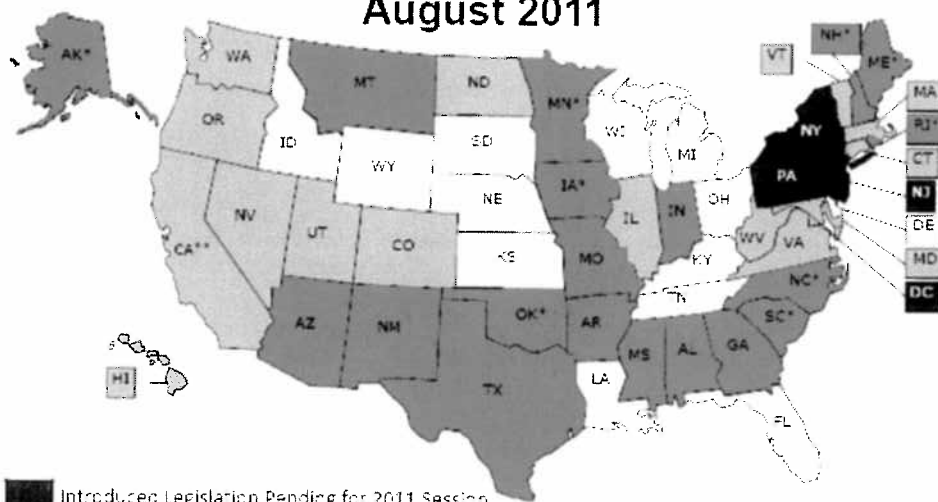 August 2011
AK*
WA
MT
ND
MN*
VT
NH*
ME*
OR
ID
WY
SD
WI
MI
NY
MA
RI*
CT
PA
NJ
CA**
NV
UT
CO
NE
IA*
IL
IN
OH
DE
WV
VA
MD
KS
MO
KY
DC
AZ
NM
OK*
AR
TN
NC*
SC*
MS
AL
GA
HI
TX
LA
FL
Introduced Legislation Pending for 2011 Session